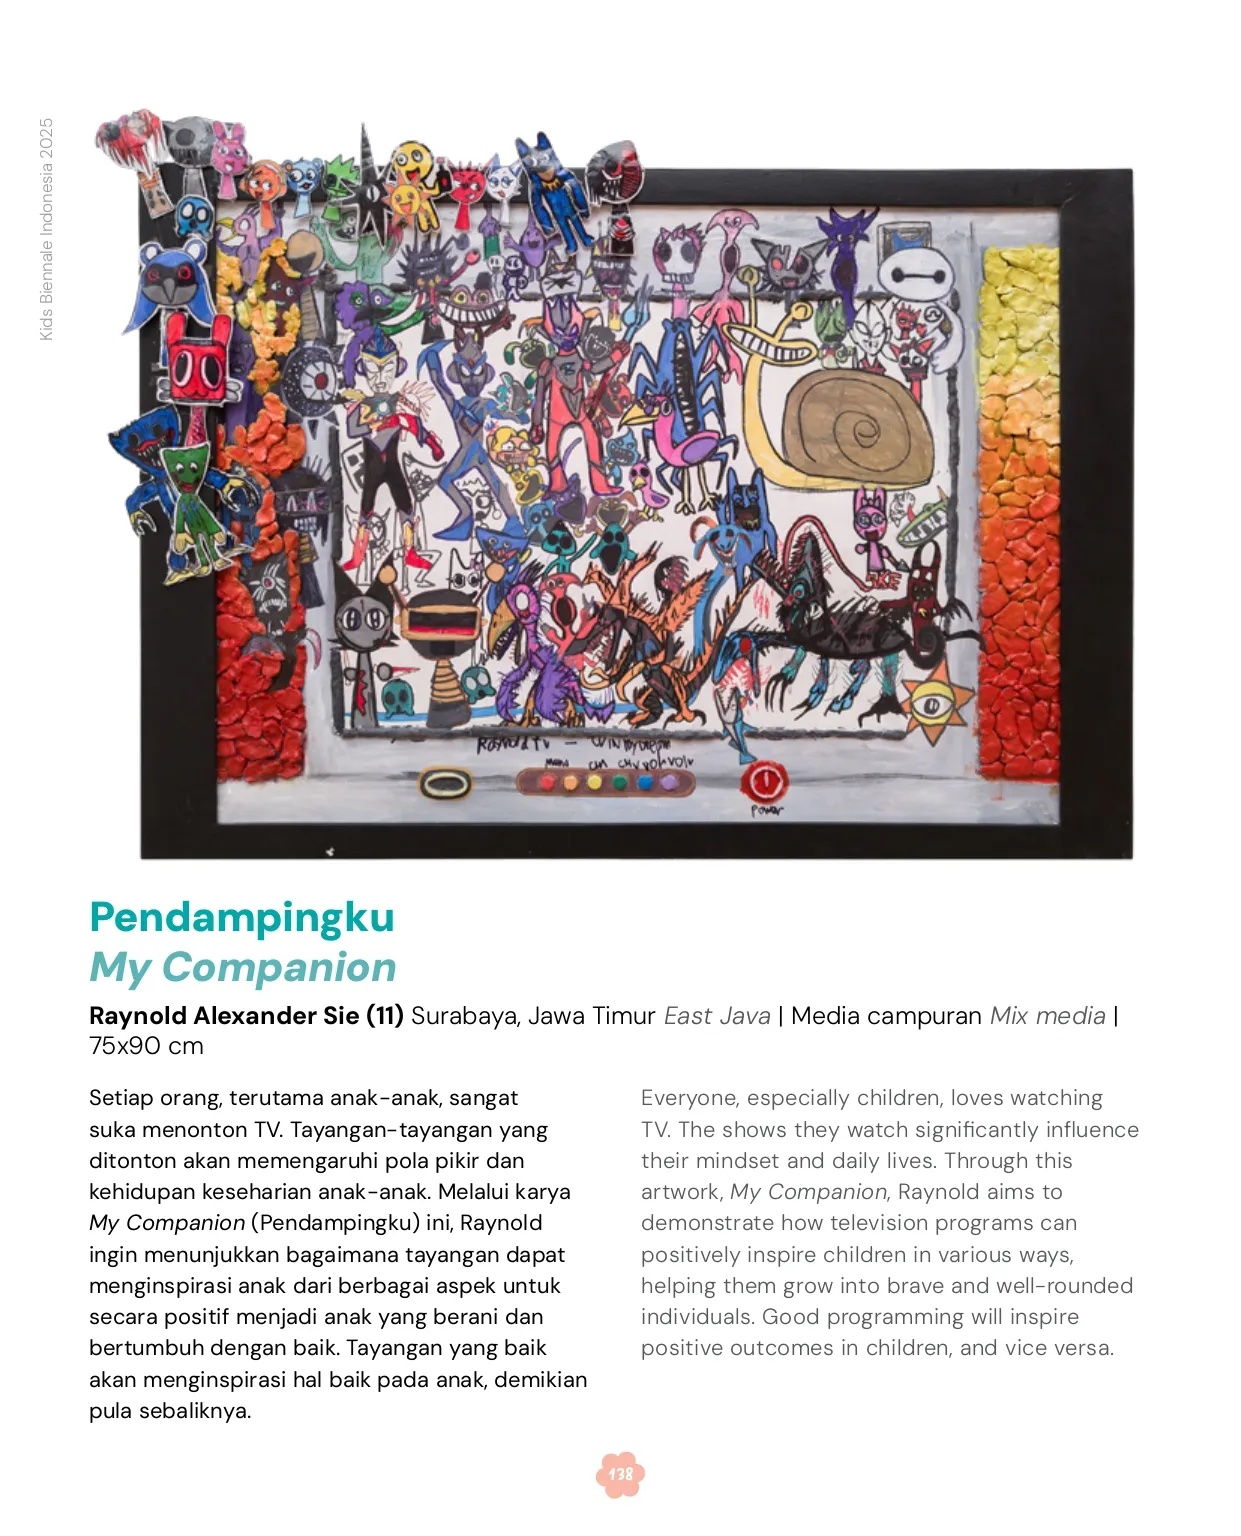 Kids Biennale Indonesia 2025
SKE
Raynold TV –
power
Pendampingku
My Companion
Raynold Alexander Sie (11) Surabaya, Jawa Timur East Java | Media campuran Mix media |
75x90 cm
Setiap orang, terutama anak-anak, sangat
suka menonton TV. Tayangan-tayangan yang
ditonton akan memengaruhi pola pikir dan
kehidupan keseharian anak-anak. Melalui karya
My Companion (Pendampingku) ini, Raynold
ingin menunjukkan bagaimana tayangan dapat
menginspirasi anak dari berbagai aspek untuk
secara positif menjadi anak yang berani dan
bertumbuh dengan baik. Tayangan yang baik
akan menginspirasi hal baik pada anak, demikian
pula sebaliknya.
Everyone, especially children, loves watching
TV. The shows they watch significantly influence
their mindset and daily lives. Through this
artwork, My Companion, Raynold aims to
demonstrate how television programs can
positively inspire children in various ways,
helping them grow into brave and well-rounded
individuals. Good programming will inspire
positive outcomes in children, and vice versa.
138